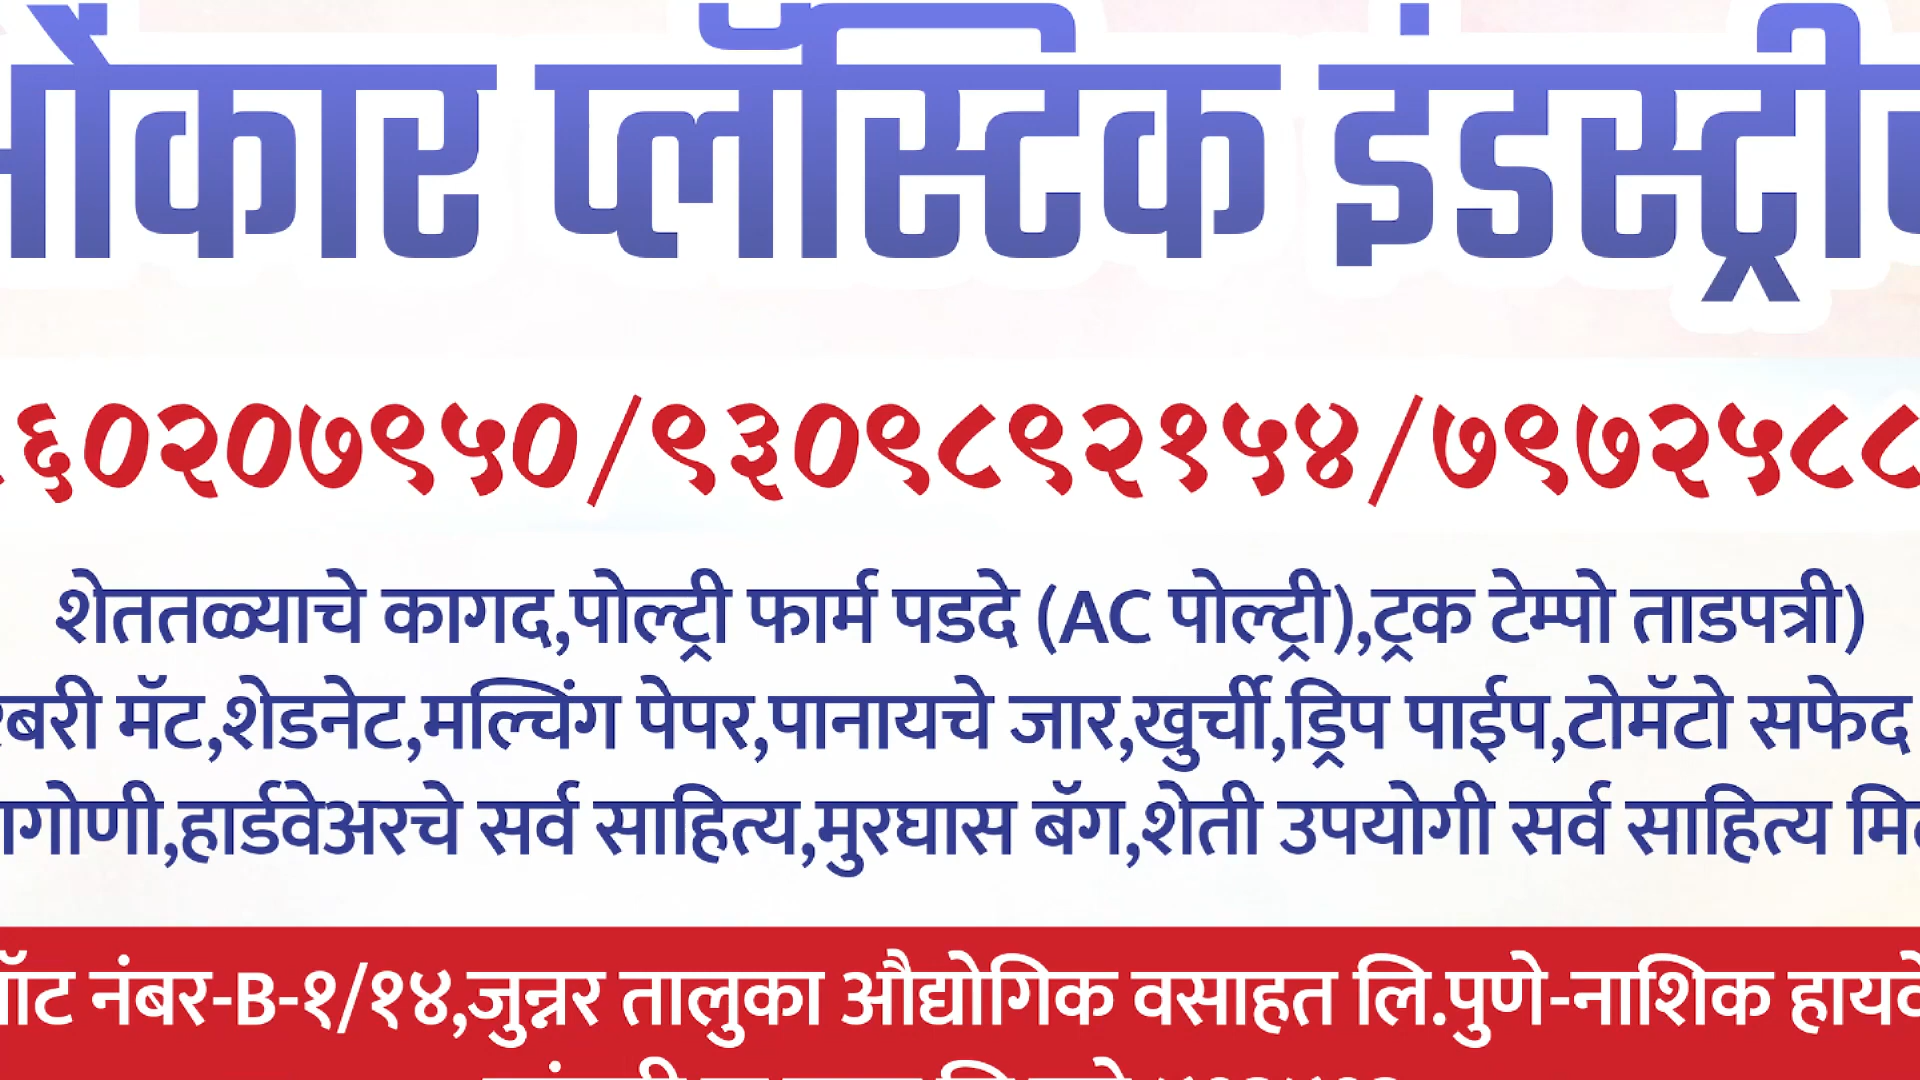 ओंकार प्लॅस्टिक इंडस्ट्रीज
६०२०७९५०/९३०९८९२१५४/७९७२५८८
शेततळ्याचे कागद,पोल्ट्री फार्म पडदे (AC पोल्ट्री),ट्रक टेम्पो ताडपत्री)
रबरी मॅट,शेडनेट,मल्चिंग पेपर,पानायचे जार,खुर्ची,ड्रिप पाईप,टोमॅटो सफेद
गोणी,हार्डवेअरचे सर्व साहित्य,मुरघास बॅग,शेती उपयोगी सर्व साहित्य
नंबर-B-१/१४,जुन्नर तालुका औद्योगिक वसाहत लि.पुणे-नाशिक हायवे